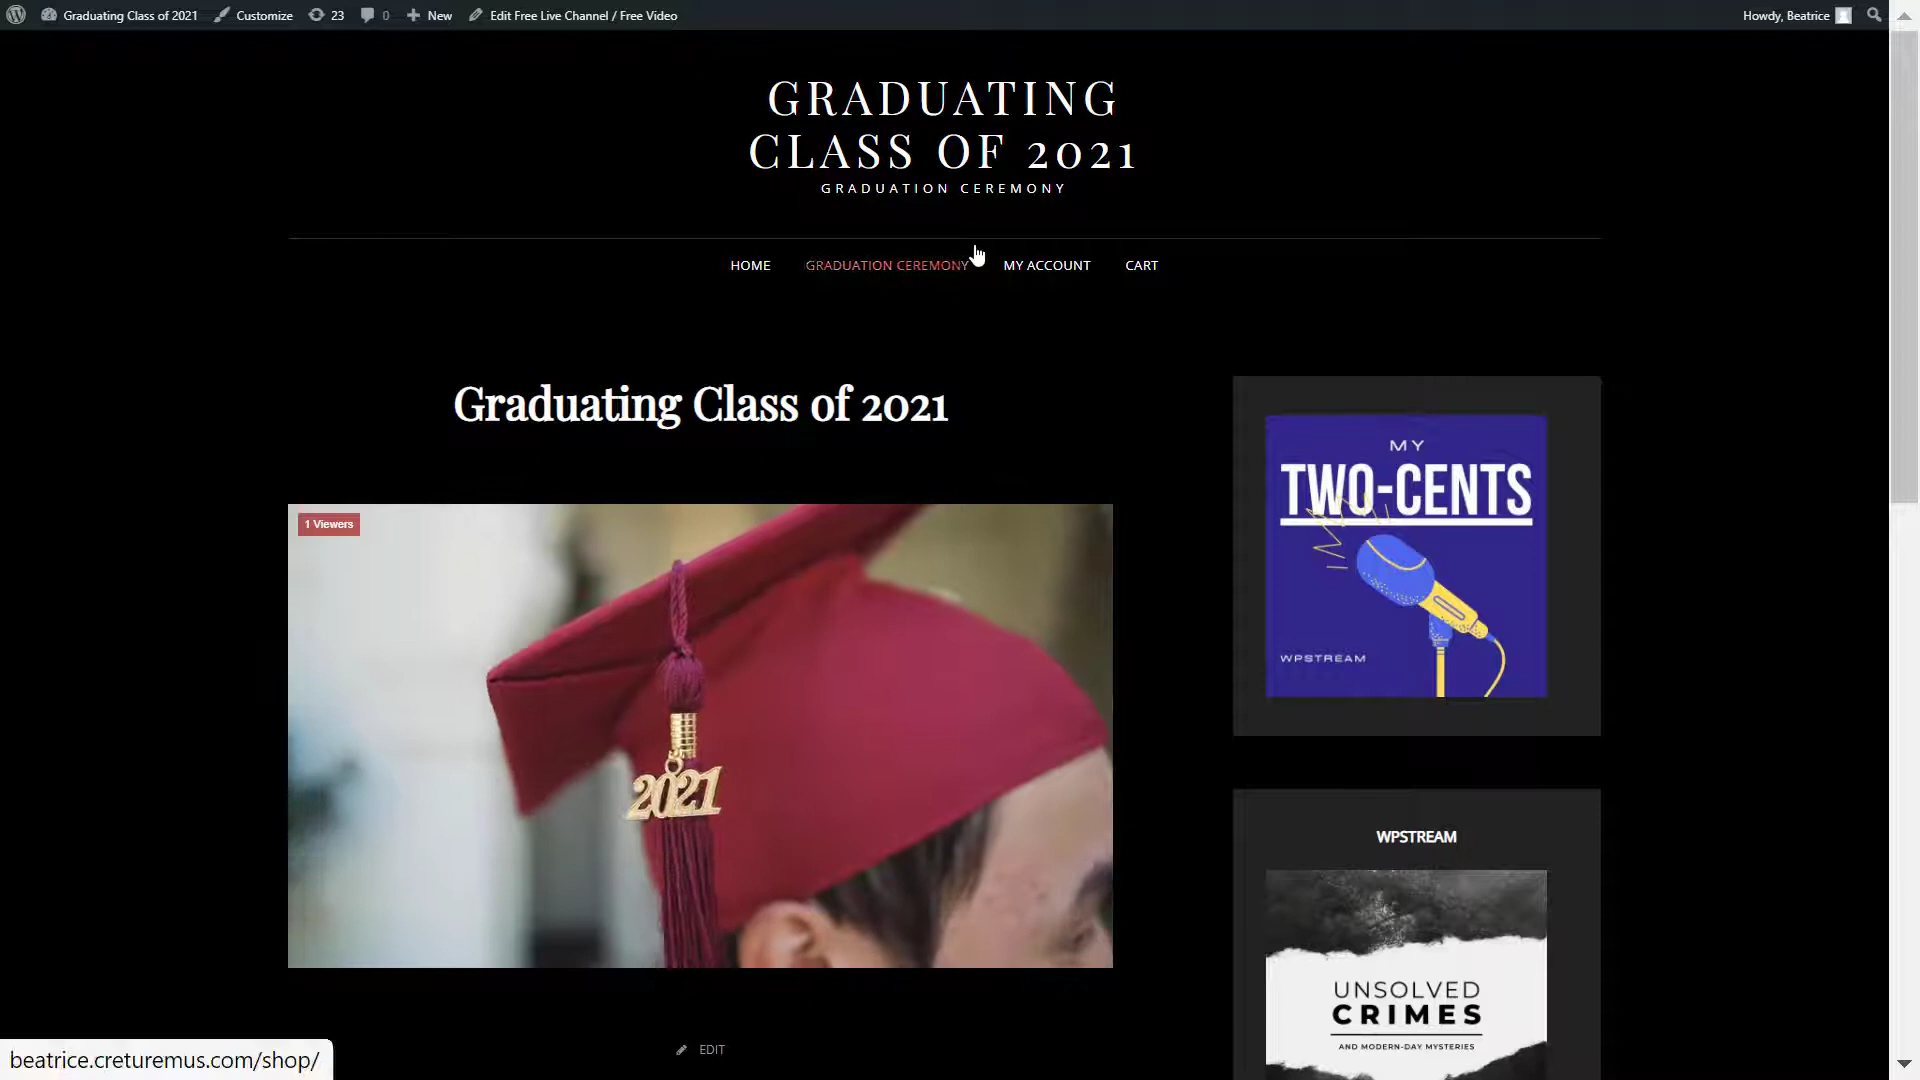 Graduating Class of 2021 Customize 23 0 New Edit Free Live Channel / Free Video Howdy, Beatrice
GRADUATING
CLASS OF 2021
GRADUATION CEREMONY
HOME GRADUATION CEREMONY MY ACCOUNT CART
Graduating Class of 2021
1 Viewers
2021
EDIT
MY
TWO-CENTS
WPSTREAM
WPSTREAM
UNSOLVED
CRIMES
AND MODERN-DAY MYSTERIES
beatrice.creturemus.com/shop/